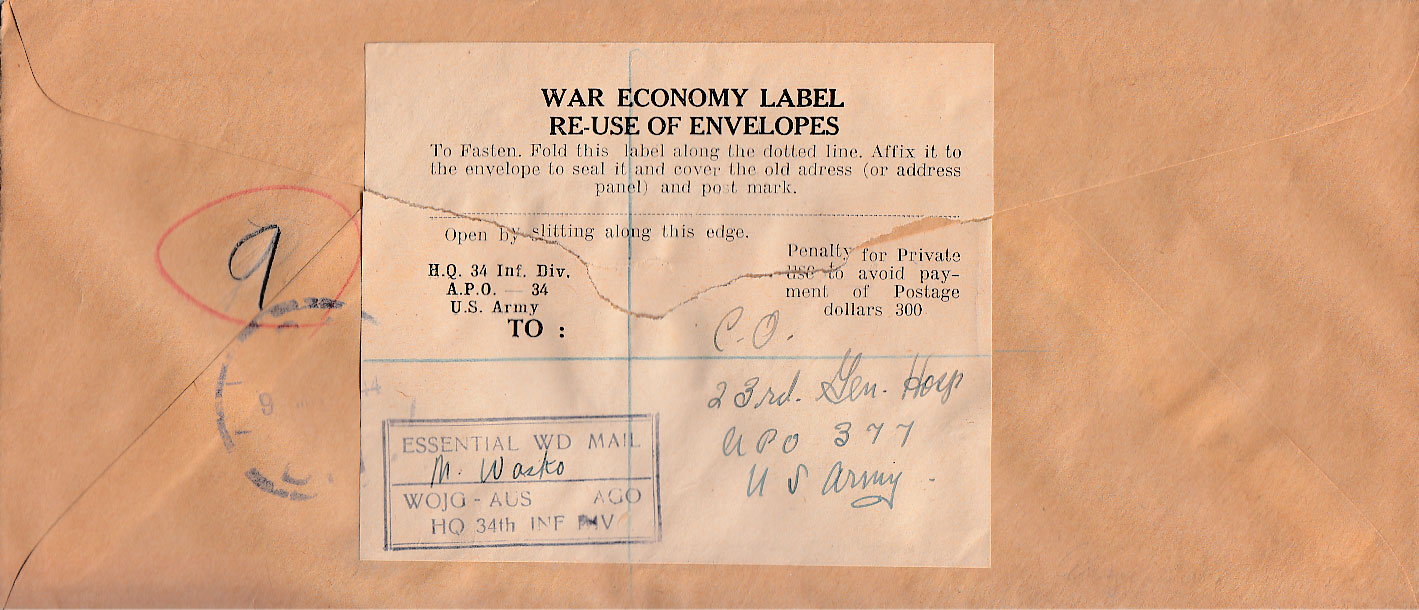 WAR ECONOMY LABEL
RE-USE OF ENVELOPES
To Fasten. Fold this label along the dotted line. Affix it to
the envelope to seal it and cover the old adress (or address
panel) and post mark.
Open by slitting along this edge.
H.Q. 34 Inf. Div.
A.P.O. — 34
U.S. Army
TO :
Penalty for Private
use to avoid pay-
ment of Postage
dollars 300
C.O.
23rd. Gen. Hosp
APO 377
US Army.
9
9 44
ESSENTIAL WD MAIL
M. Wasko
WOJG - AUS AGO
HQ 34th INF DIV